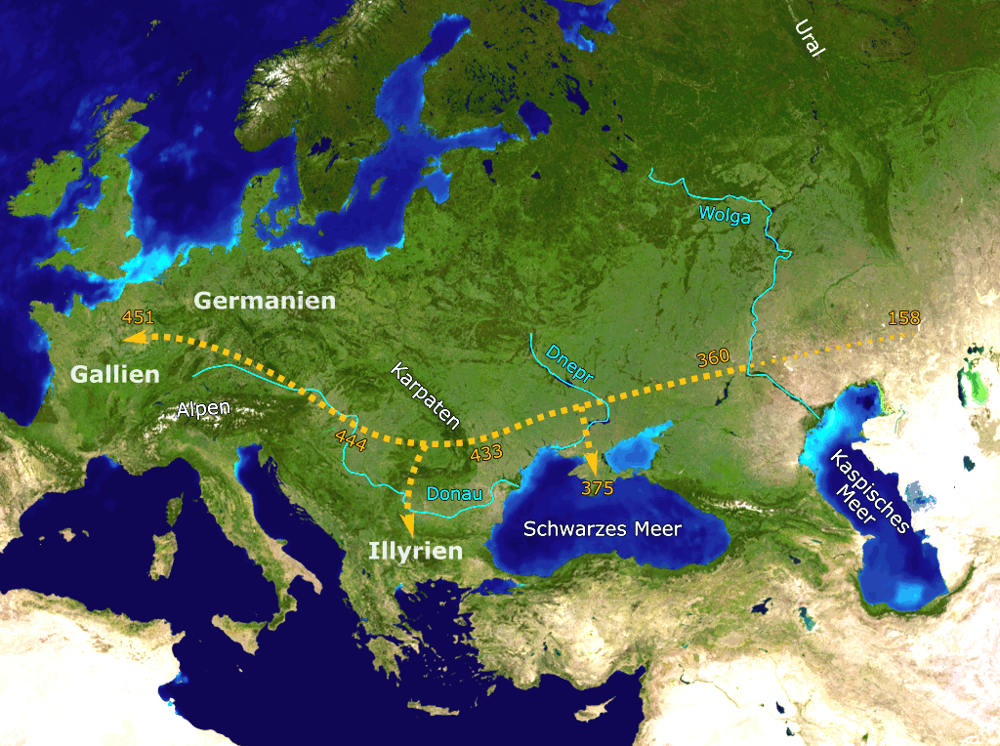 Ural
Wolga
Germanien
451
158
Gallien
360
Dnepr
Karpaten
Alpen
444
433
375
Donau
Kaspisches
Meer
Schwarzes Meer
Illyrien